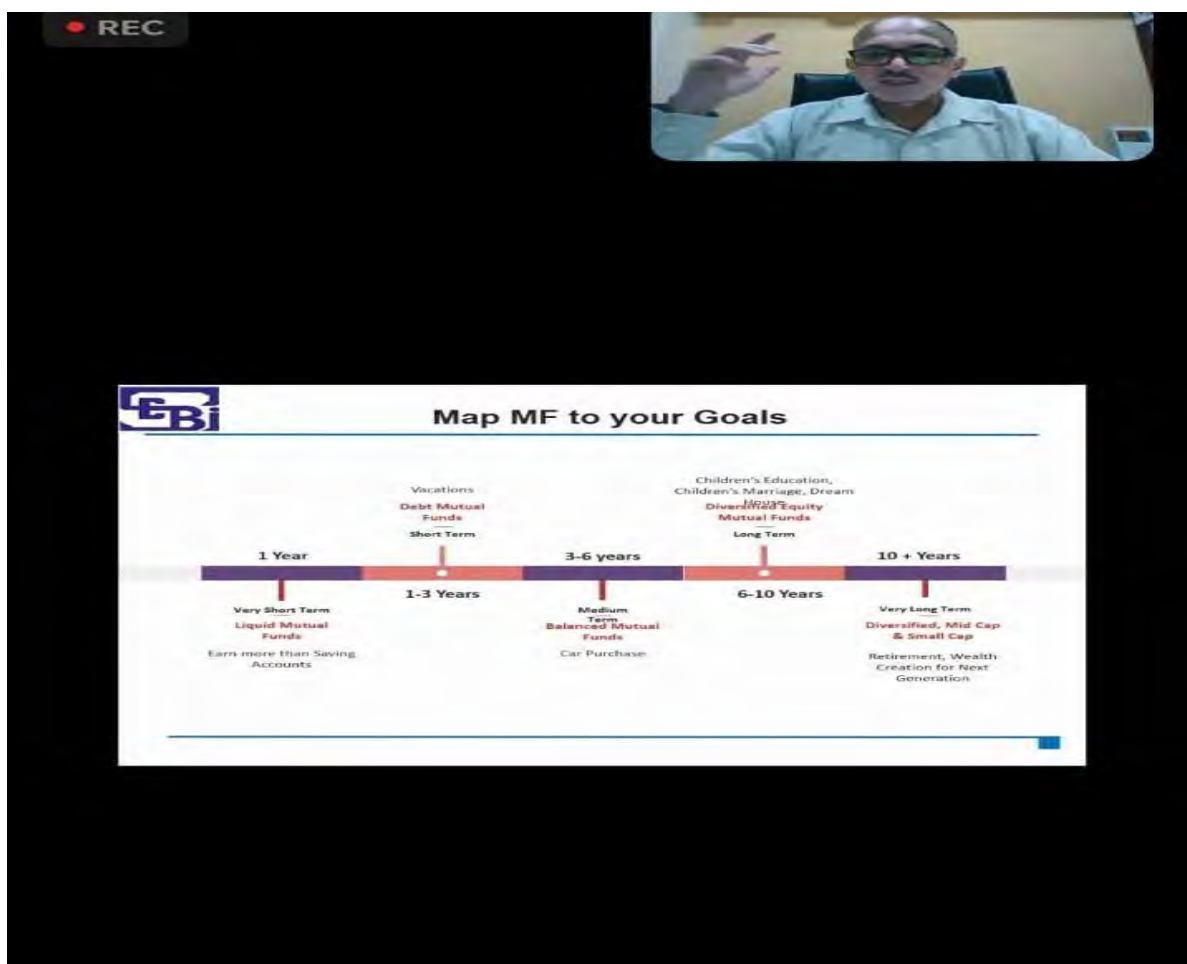 REC
SEBI
Map MF to your Goals
Vacations
Debt Mutual
Funds
Short Term
Children's Education,
Children's Marriage, Dream
House
Diversified Equity
Mutual Funds
Long Term
1 Year
3-6 years
10 + Years
1-3 Years
6-10 Years
Very Short Term
Liquid Mutual
Funds
Earn more than Saving
Accounts
Medium
Term
Balanced Mutual
Funds
Car Purchase
Very Long Term
Diversified, Mid Cap
& Small Cap
Retirement, Wealth
Creation for Next
Generation